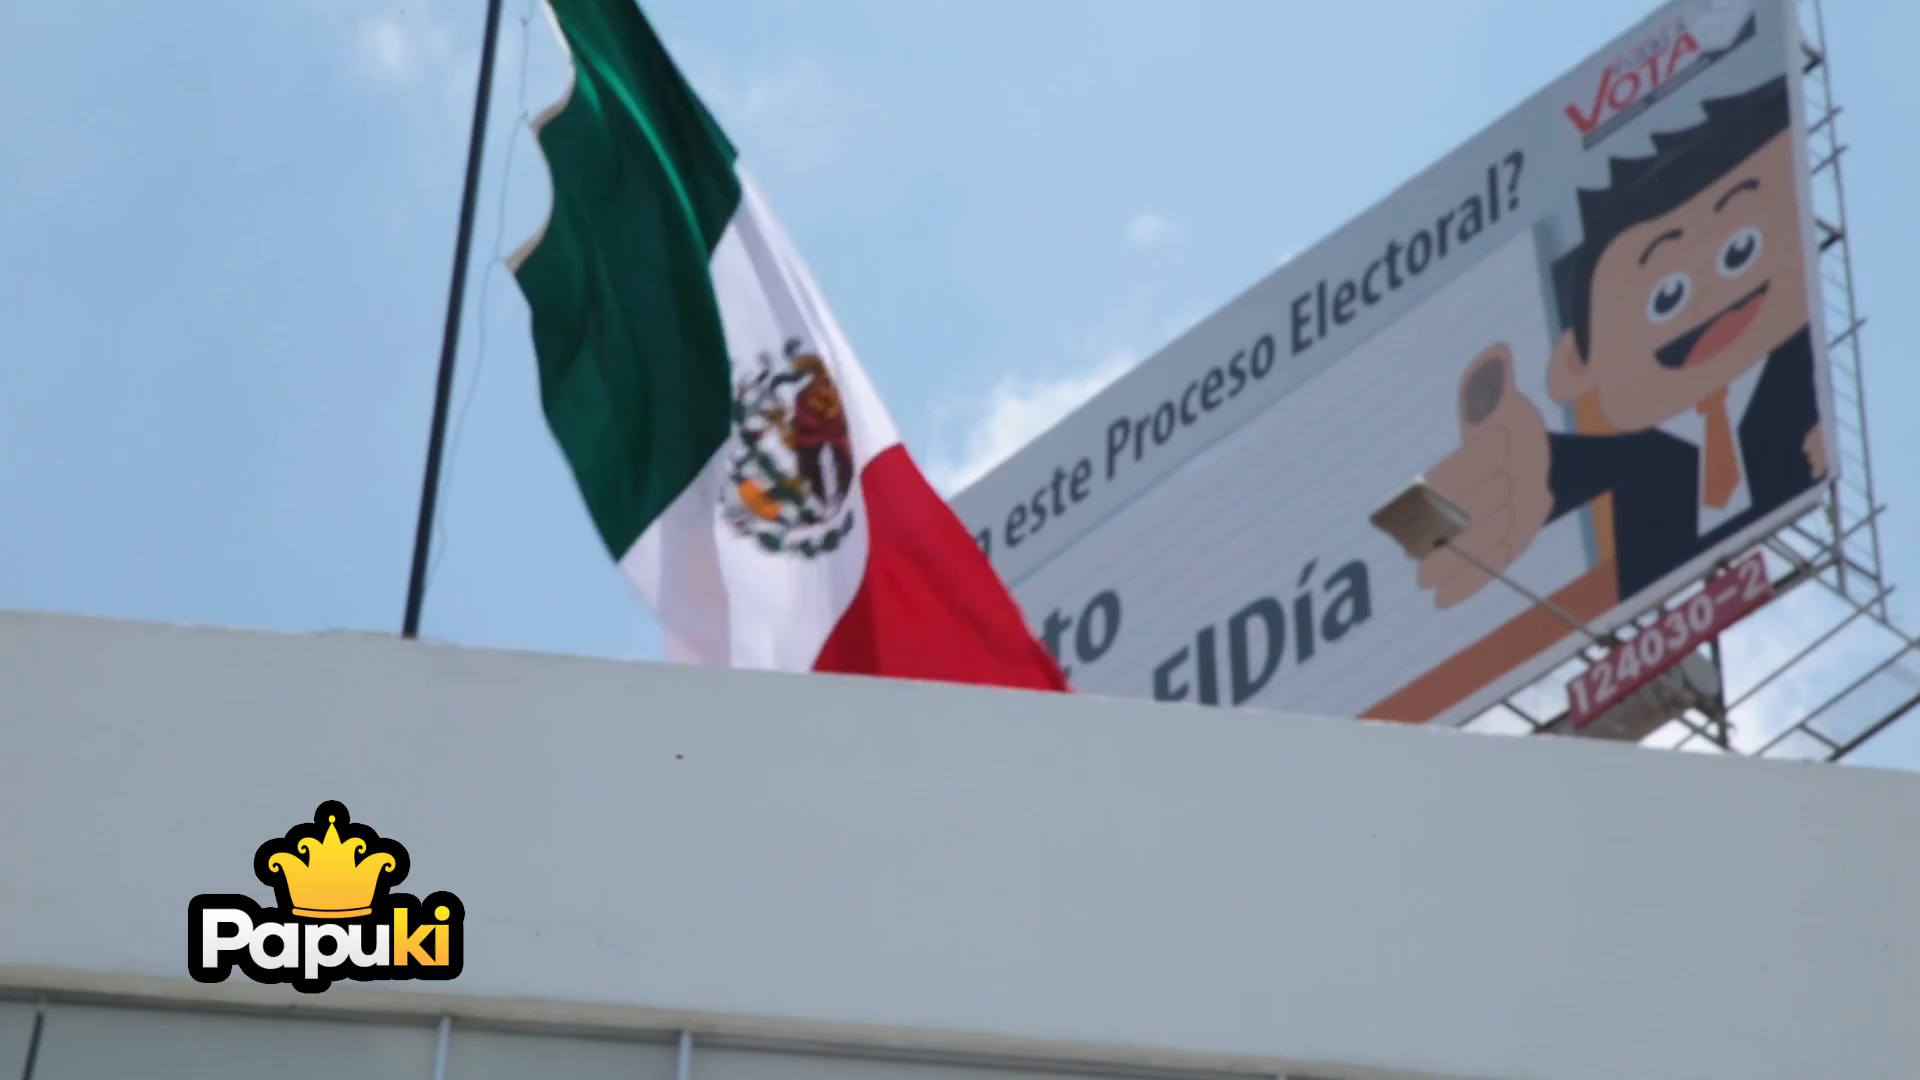 VOTA
este Proceso Electoral?
to
ElDía
124030-2
Papuki